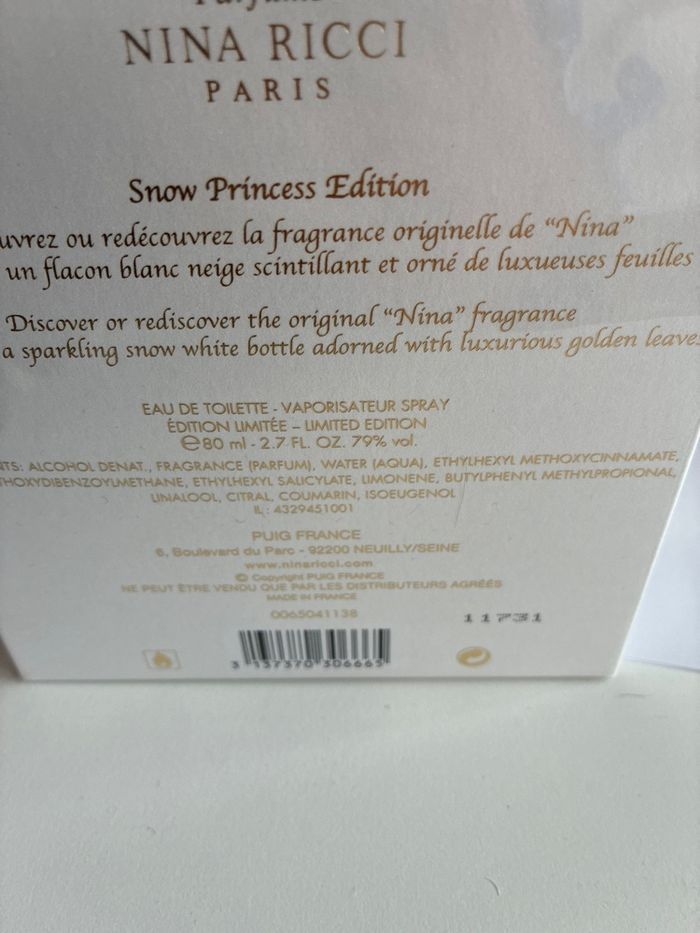 NINA RICCI
PARIS
Snow Princess Edition
uvrez ou redécouvrez la fragrance originelle de “Nina”
un flacon blanc neige scintillant et orné de luxueuses feuilles
Discover or rediscover the original “Nina” fragrance
a sparkling snow white bottle adorned with luxurious golden leaves
EAU DE TOILETTE - VAPORISATEUR SPRAY
ÉDITION LIMITÉE – LIMITED EDITION
℮80 ml - 2.7 FL. OZ. 79% vol.
TS: ALCOHOL DENAT., FRAGRANCE (PARFUM), WATER (AQUA), ETHYLHEXYL METHOXYCINNAMATE,
THOXYDIBENZOYLMETHANE, ETHYLHEXYL SALICYLATE, LIMONENE, BUTYLPHENYL METHYLPROPIONAL,
LINALOOL, CITRAL, COUMARIN, ISOEUGENOL
IL : 4329451001
PUIG FRANCE
6, Boulevard du Parc - 92200 NEUILLY/SEINE
www.ninaricci.com
© Copyright PUIG FRANCE
NE PEUT ÊTRE VENDU QUE PAR LES DISTRIBUTEURS AGRÉÉS
MADE IN FRANCE
0065041138
11731
3 137370 306665